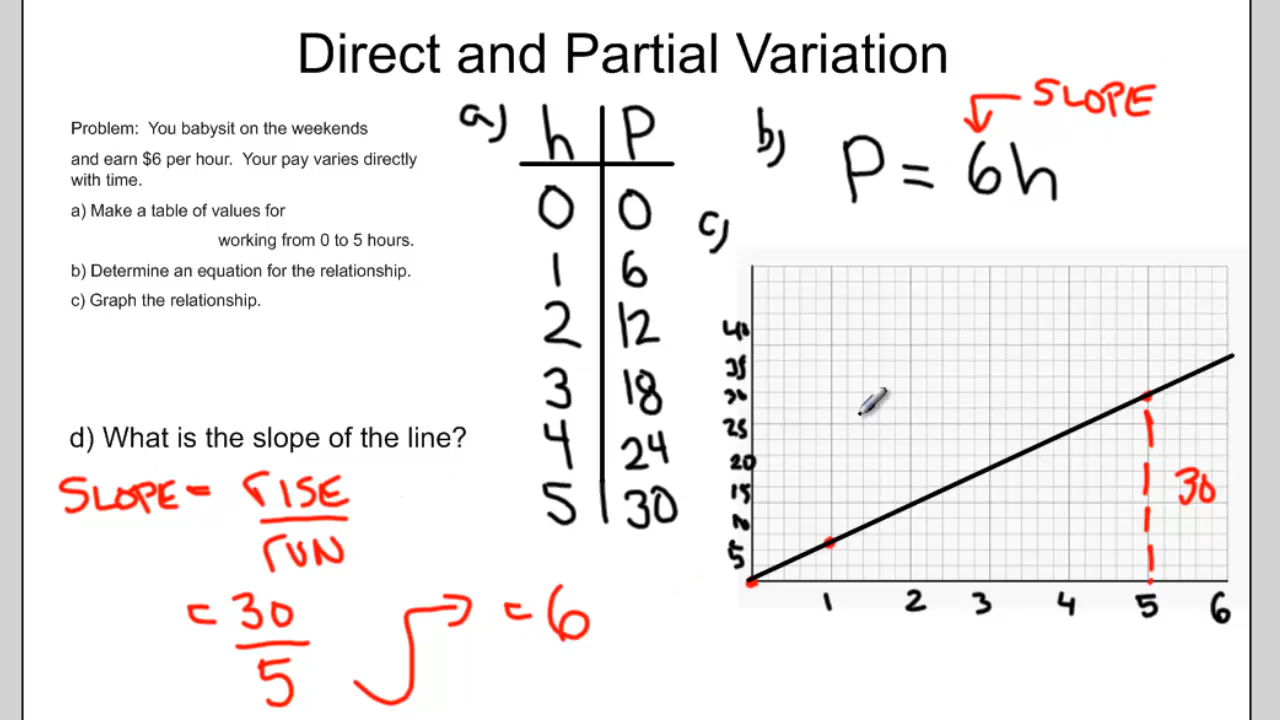 Direct and Partial Variation
Problem: You babysit on the weekends
and earn $6 per hour. Your pay varies directly
with time.
a) Make a table of values for
working from 0 to 5 hours.
b) Determine an equation for the relationship.
c) Graph the relationship.
d) What is the slope of the line?
SLOPE = rise
run
= 30
5
= 6
a) h P
0 0
1 6
2 12
3 18
4 24
5 30
b) P = 6h
SLOPE
c)
40
35
30
25
20
15
10
5
1 2 3 4 5 6
30